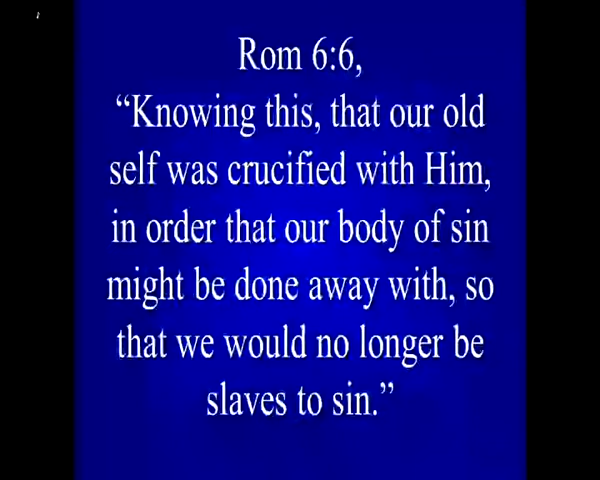 Rom 6:6,
“Knowing this, that our old
self was crucified with Him,
in order that our body of sin
might be done away with, so
that we would no longer be
slaves to sin.”